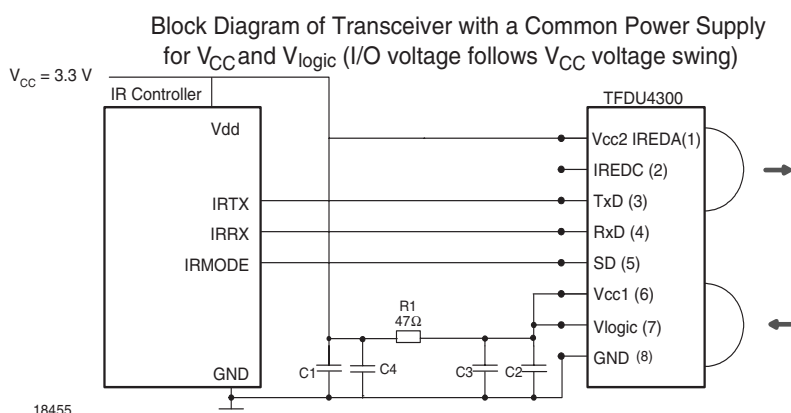 Block Diagram of Transceiver with a Common Power Supply
for VCC and Vlogic (I/O voltage follows VCC voltage swing)
VCC = 3.3 V
IR Controller
TFDU4300
Vdd
Vcc2 IREDA(1)
IREDC (2)
IRTX
TxD (3)
IRRX
RxD (4)
IRMODE
SD (5)
Vcc1 (6)
R1
47Ω
Vlogic (7)
GND (8)
C1
C4
C3
C2
GND
18455